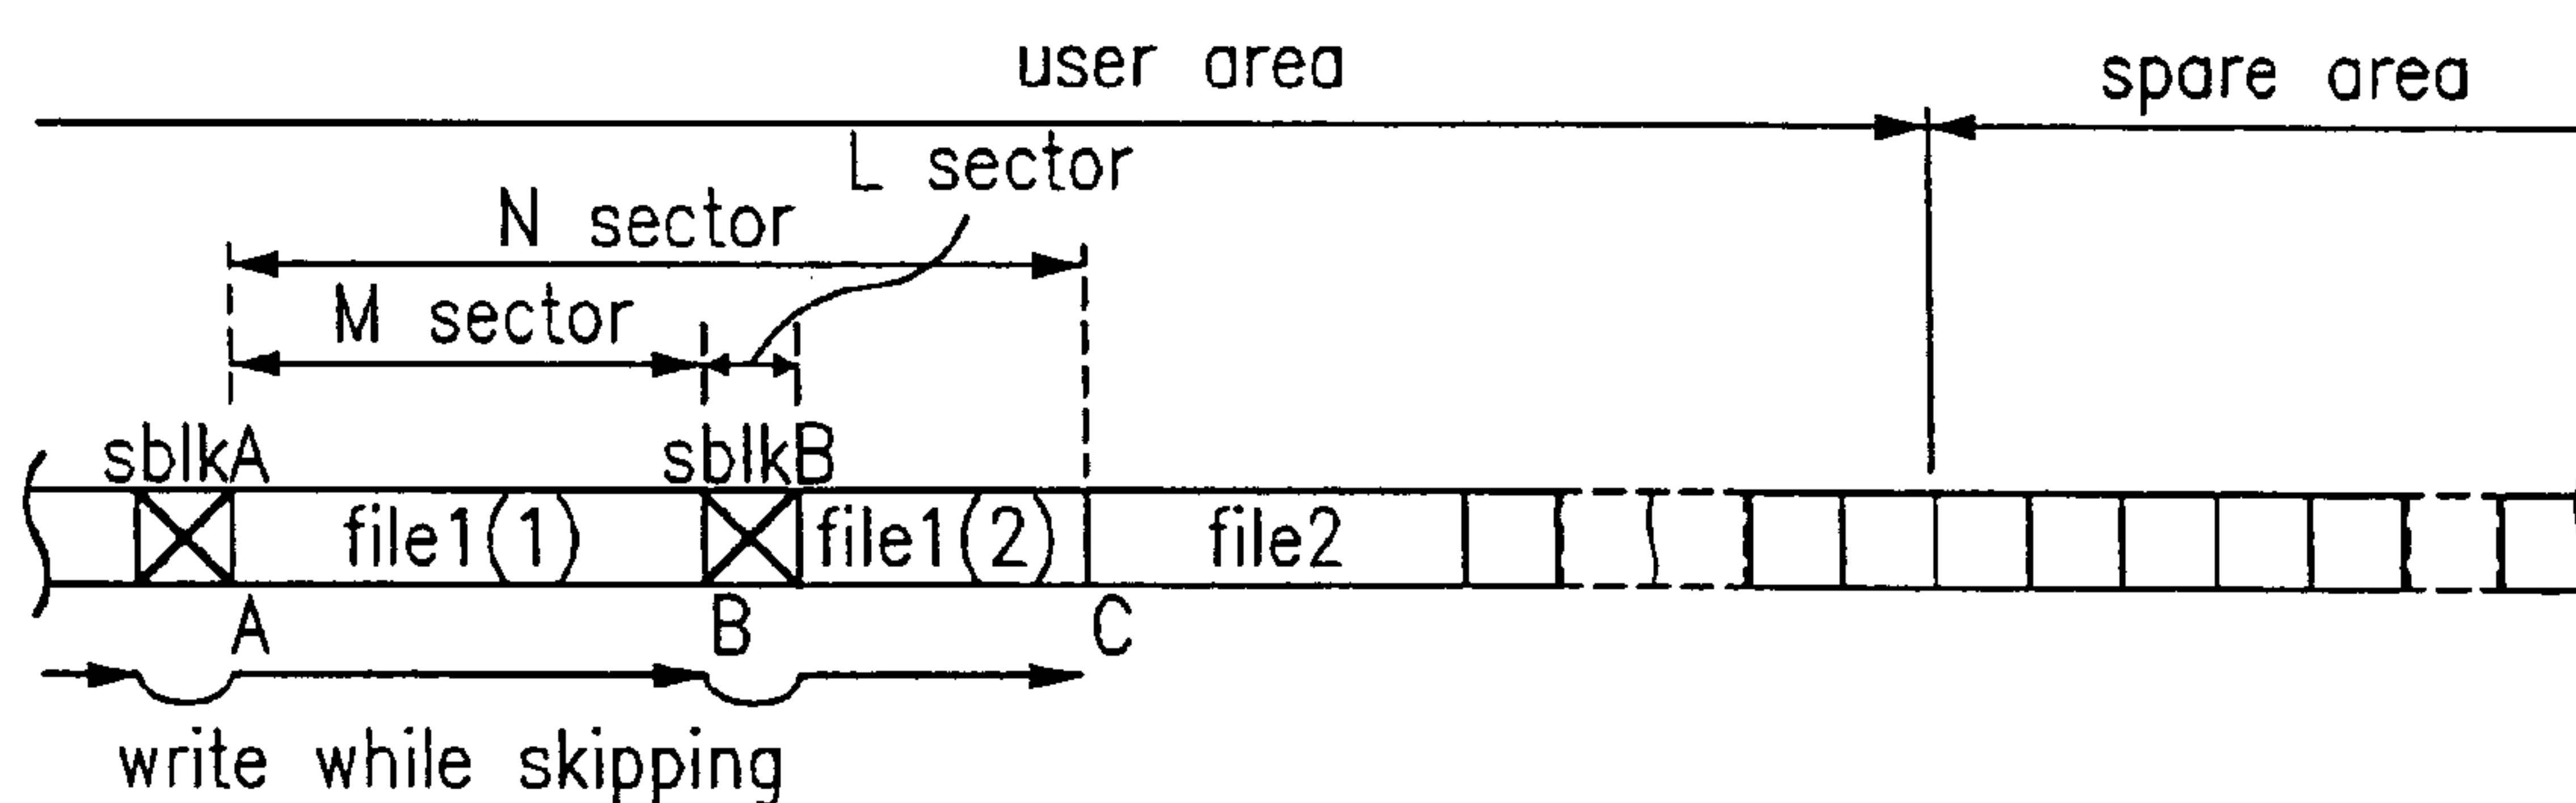 user area
spare area
L sector
N sector
M sector
sblkA
sblkB
file1(1)
file1(2)
file2
A
B
C
write while skipping